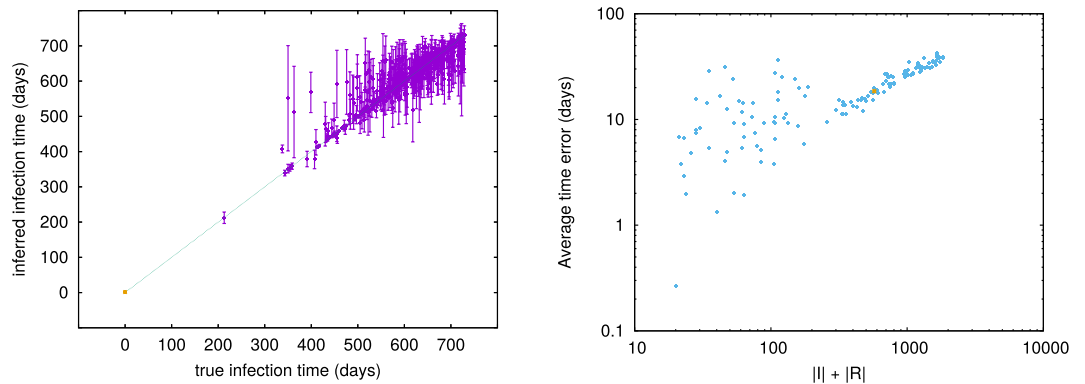 700
600
500
400
300
200
100
0
inferred infection time (days)
0 100 200 300 400 500 600 700
true infection time (days)
100
10
1
0.1
Average time error (days)
10 100 1000 10000
|I| + |R|